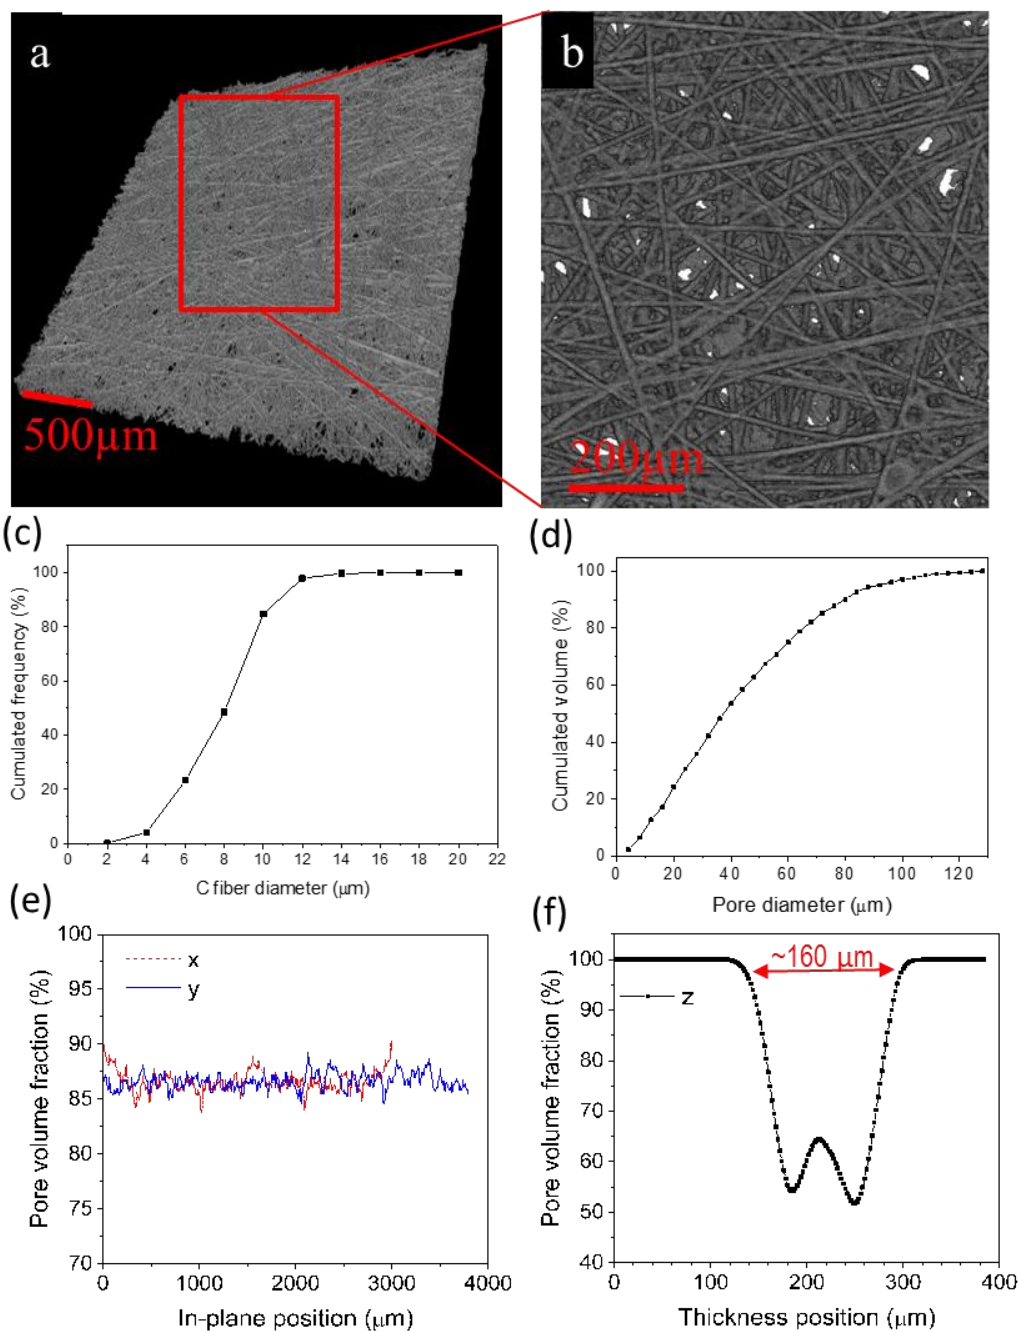 a
b
500µm
200µm
(c)
(d)
100
80
60
40
20
0
Cumulated frequency (%)
0 2 4 6 8 10 12 14 16 18 20 22
C fiber diameter (µm)
100
80
60
40
20
0
Cumulated volume (%)
0 20 40 60 80 100 120
Pore diameter (µm)
(e)
(f)
100
95
90
85
80
75
70
Pore volume fraction (%)
x
y
0 1000 2000 3000 4000
In-plane position (µm)
100
90
80
70
60
50
40
Pore volume fraction (%)
~160 µm
z
0 100 200 300 400
Thickness position (µm)